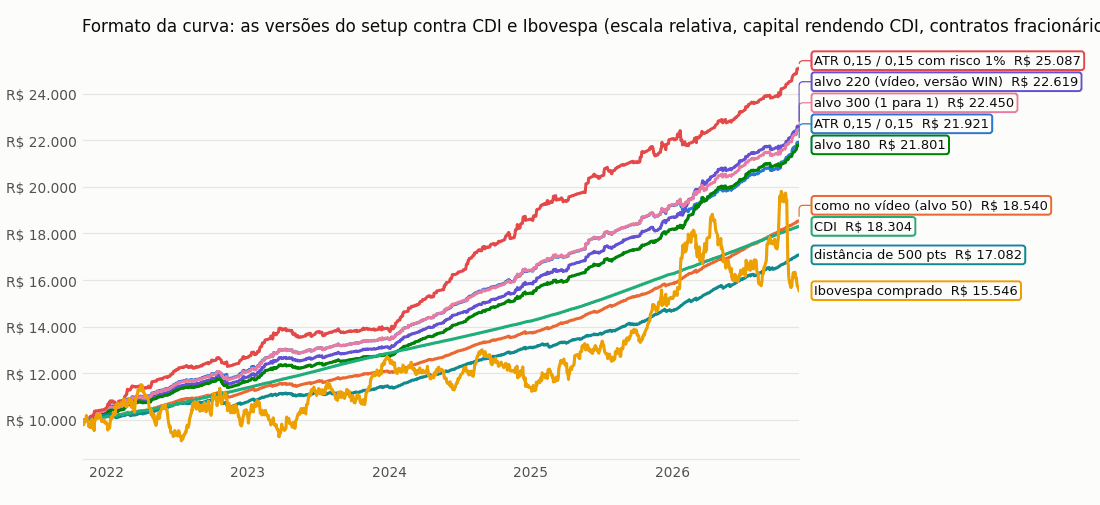 Formato da curva: as versões do setup contra CDI e Ibovespa (escala relativa, capital rendendo CDI, contratos fracionário
R$ 24.000
R$ 22.000
R$ 20.000
R$ 18.000
R$ 16.000
R$ 14.000
R$ 12.000
R$ 10.000
ATR 0,15 / 0,15 com risco 1% R$ 25.087
alvo 220 (vídeo, versão WIN) R$ 22.619
alvo 300 (1 para 1) R$ 22.450
ATR 0,15 / 0,15 R$ 21.921
alvo 180 R$ 21.801
como no vídeo (alvo 50) R$ 18.540
CDI R$ 18.304
distância de 500 pts R$ 17.082
Ibovespa comprado R$ 15.546
2022 2023 2024 2025 2026